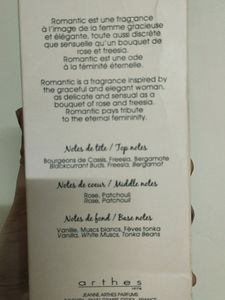 Romantic est une fragrance
à l'image de la femme gracieuse
et élégante, toute aussi discrète
que sensuelle qu'un bouquet de
rose et freesia.
Romantic est une ode
à la féminité éternelle.
Romantic is a fragrance inspired by
the graceful and elegant woman,
as delicate and sensual as a
bouquet of rose and freesia.
Romantic pays tribute
to the eternal femininity.
Notes de tête / Top notes
Bourgeons de Cassis, Freesia, Bergamote
Blackcurrant Buds, Freesia, Bergamot
Notes de coeur / Middle notes
Rose, Patchouli
Rose, Patchouli
Notes de fond / Base notes
Vanille, Muscs blancs, Fèves tonka
Vanilla, White Muscs, Tonka Beans
arthes
1978
JEANNE ARTHES PARFUMS